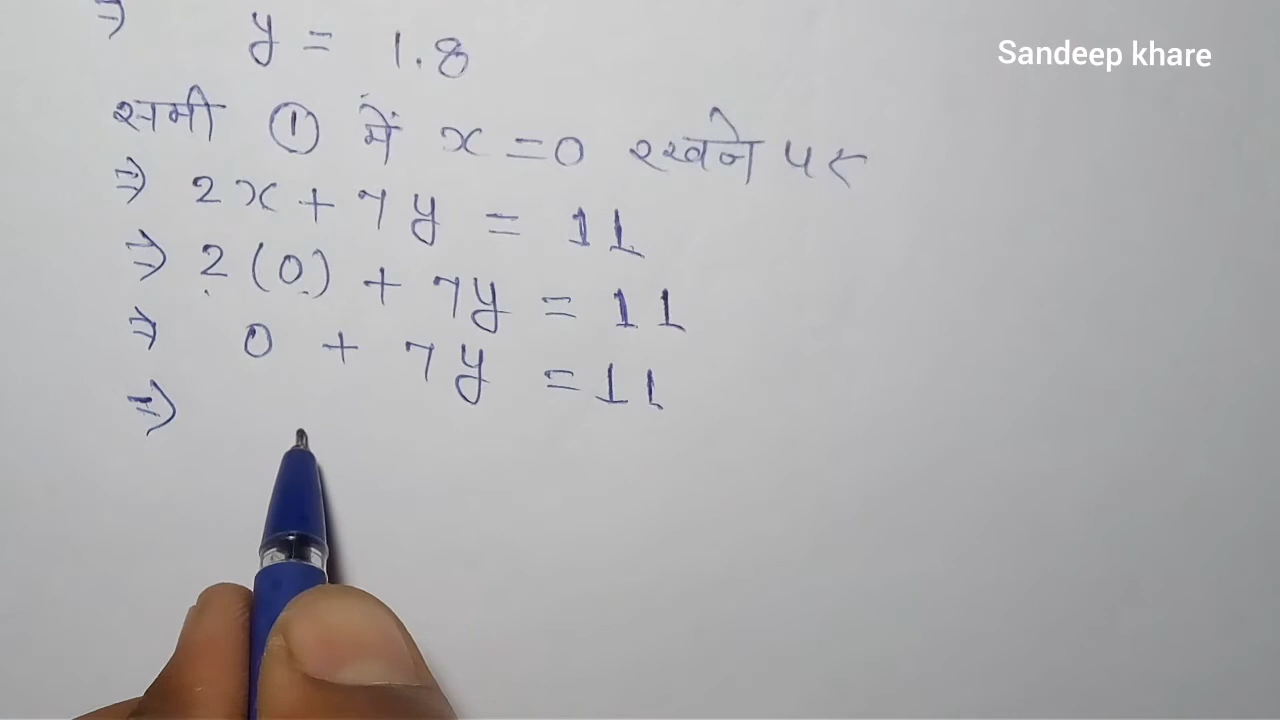 Sandeep khare
⇒ y = 1.8
समी ① में x = 0 रखने पर
⇒ 2x + 7y = 11
⇒ 2(0) + 7y = 11
⇒ 0 + 7y = 11
⇒